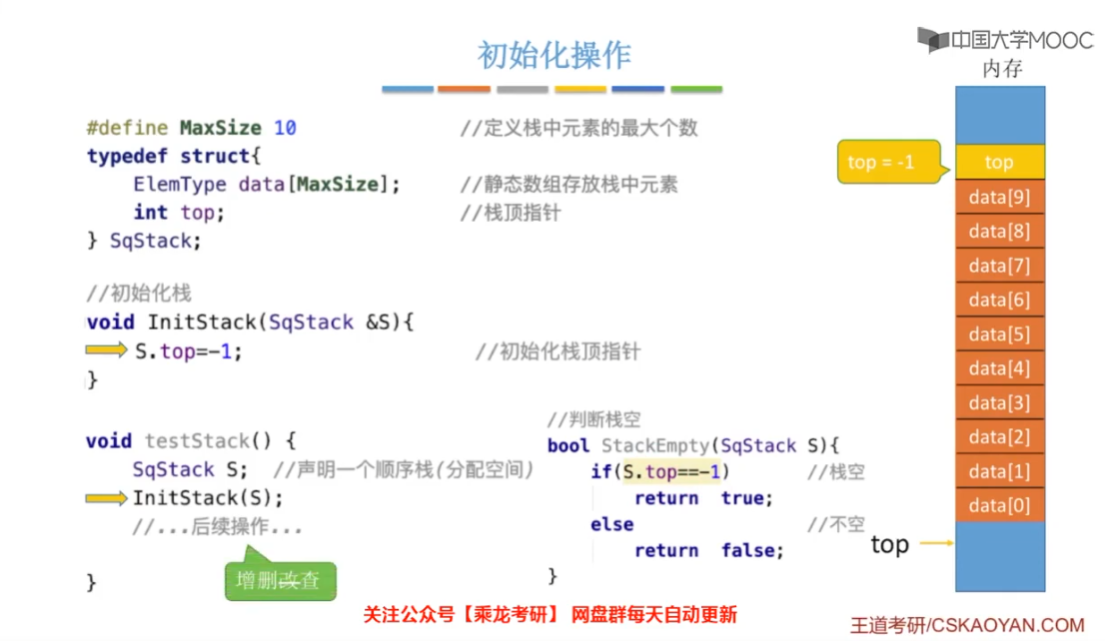 中国大学MOOC
初始化操作
内存
#define MaxSize 10 //定义栈中元素的最大个数
typedef struct{
ElemType data[MaxSize]; //静态数组存放栈中元素
int top; //栈顶指针
} SqStack;
//初始化栈
void InitStack(SqStack &S){
S.top=-1; //初始化栈顶指针
}
void testStack() {
SqStack S; //声明一个顺序栈(分配空间)
InitStack(S);
//...后续操作...
}
增删改查
//判断栈空
bool StackEmpty(SqStack S){
if(S.top==-1) //栈空
return true;
else //不空
return false;
}
top = -1
top
data[9]
data[8]
data[7]
data[6]
data[5]
data[4]
data[3]
data[2]
data[1]
data[0]
top
关注公众号【乘龙考研】 网盘群每天自动更新
王道考研/CSKAOYAN.COM